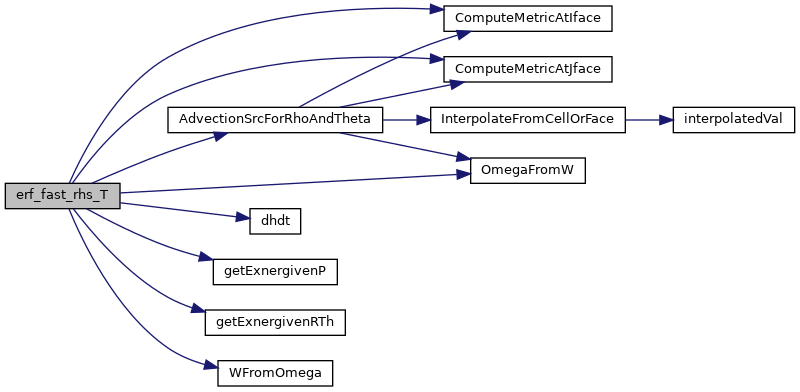 ComputeMetricAtIface
ComputeMetricAtJface
AdvectionSrcForRhoAndTheta
InterpolateFromCellOrFace
interpolatedVal
OmegaFromW
erf_fast_rhs_T
dhdt
getExnergivenP
getExnergivenRTh
WFromOmega